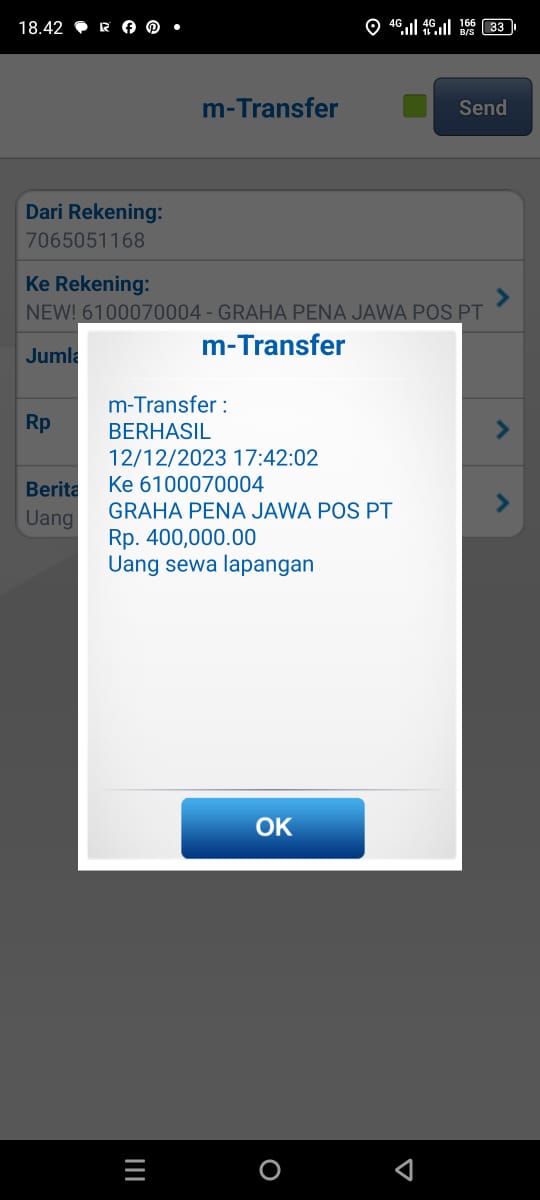 18.42
4G 4G 166 B/S 33
m-Transfer
Send
Dari Rekening:
7065051168
Ke Rekening:
NEW! 6100070004 - GRAHA PENA JAWA POS PT
Rp
Uang
m-Transfer
m-Transfer :
BERHASIL
12/12/2023 17:42:02
Ke 6100070004
GRAHA PENA JAWA POS PT
Rp. 400,000.00
Uang sewa lapangan
OK